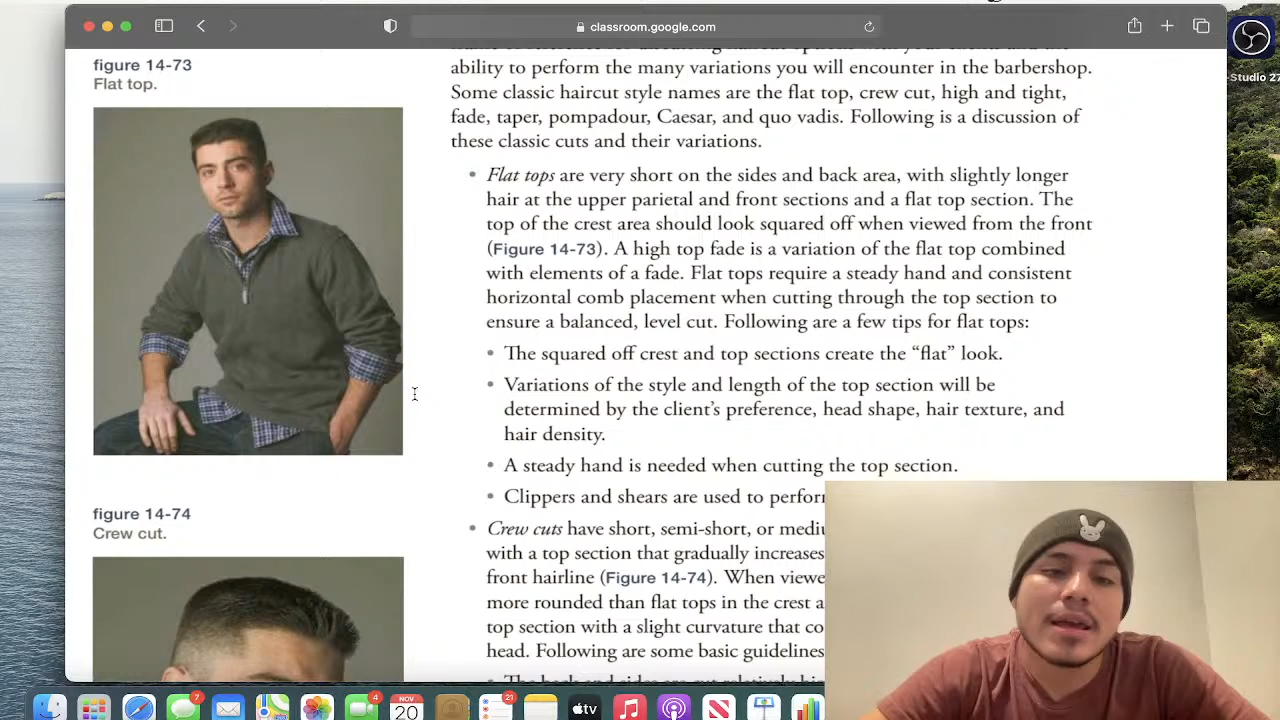 classroom.google.com
-Studio 27
figure 14-73
Flat top.
ability to perform the many variations you will encounter in the barbershop.
Some classic haircut style names are the flat top, crew cut, high and tight,
fade, taper, pompadour, Caesar, and quo vadis. Following is a discussion of
these classic cuts and their variations.
• Flat tops are very short on the sides and back area, with slightly longer
hair at the upper parietal and front sections and a flat top section. The
top of the crest area should look squared off when viewed from the front
(Figure 14-73). A high top fade is a variation of the flat top combined
with elements of a fade. Flat tops require a steady hand and consistent
horizontal comb placement when cutting through the top section to
ensure a balanced, level cut. Following are a few tips for flat tops:
• The squared off crest and top sections create the “flat” look.
• Variations of the style and length of the top section will be
determined by the client’s preference, head shape, hair texture, and
hair density.
• A steady hand is needed when cutting the top section.
• Clippers and shears are used to perfor
figure 14-74
Crew cut.
• Crew cuts have short, semi-short, or medi
with a top section that gradually increases
front hairline (Figure 14-74). When viewe
more rounded than flat tops in the crest a
top section with a slight curvature that co
head. Following are some basic guidelines
7
4
NOV
20
21
tv